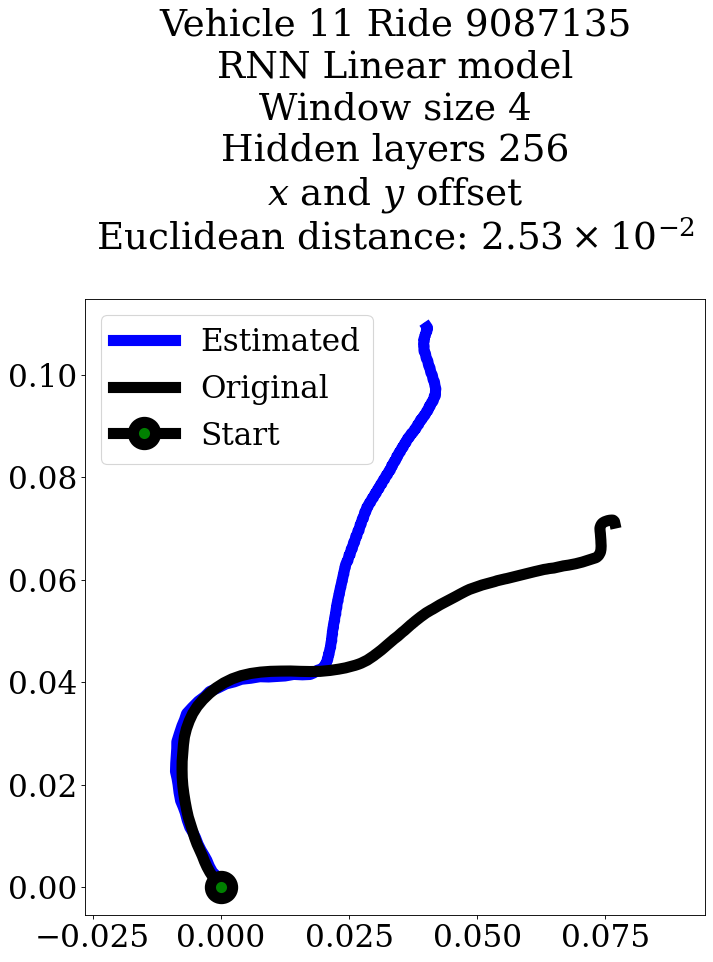 Vehicle 11 Ride 9087135
RNN Linear model
Window size 4
Hidden layers 256
x and y offset
Euclidean distance: 2.53 × 10⁻²
Estimated
Original
Start
0.10
0.08
0.06
0.04
0.02
0.00
−0.025 0.000 0.025 0.050 0.075